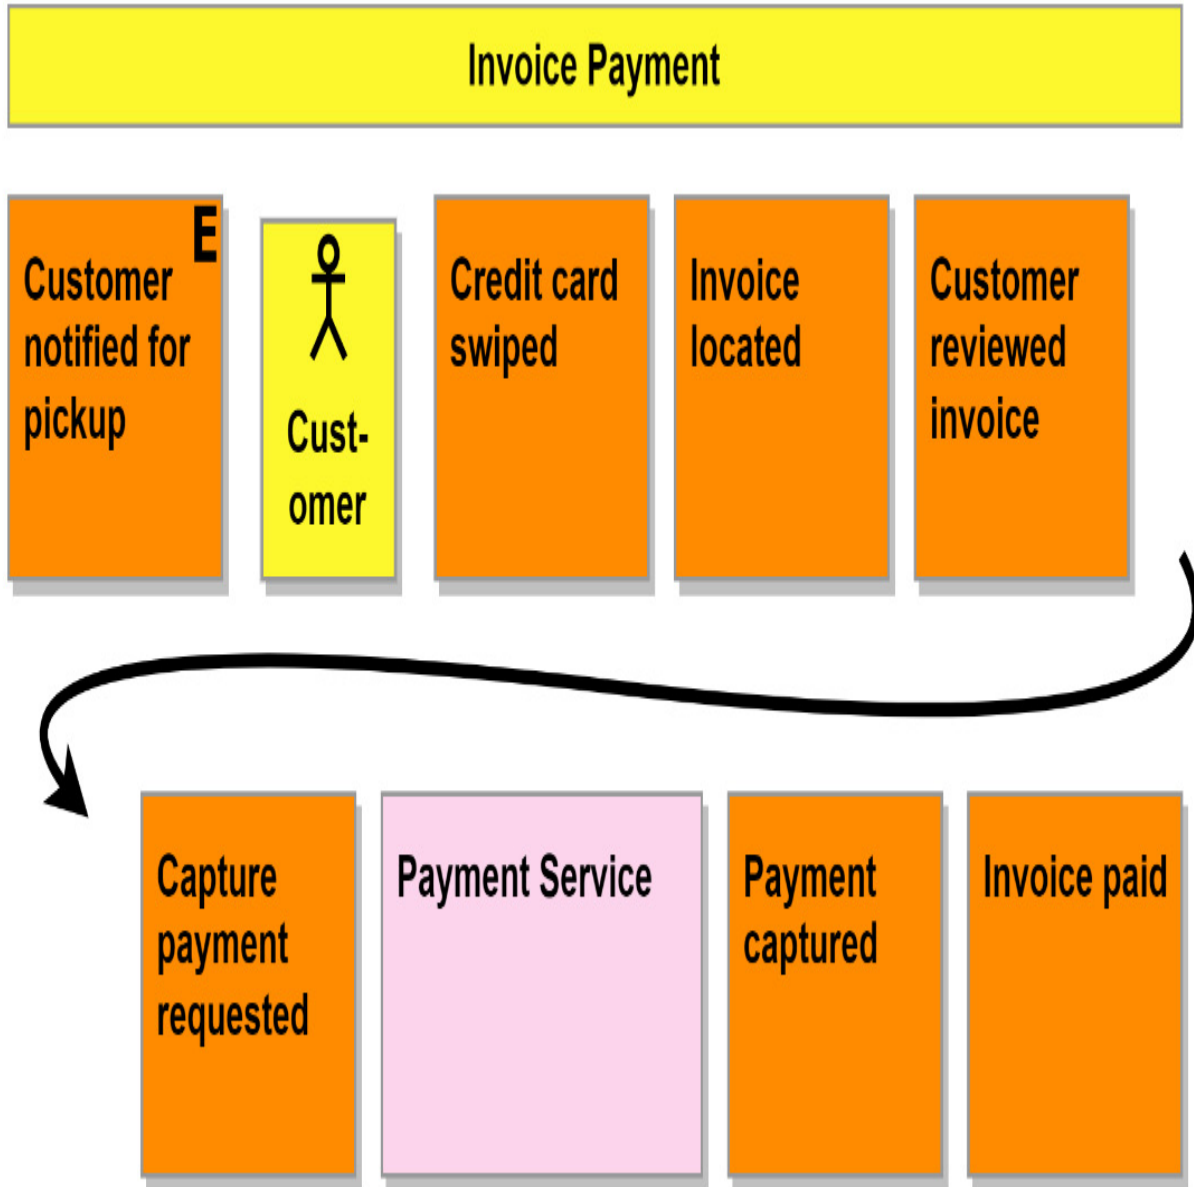 Invoice Payment
E
Customer
notified for
pickup
Cust-
omer
Credit card
swiped
Invoice
located
Customer
reviewed
invoice
Capture
payment
requested
Payment Service
Payment
captured
Invoice paid